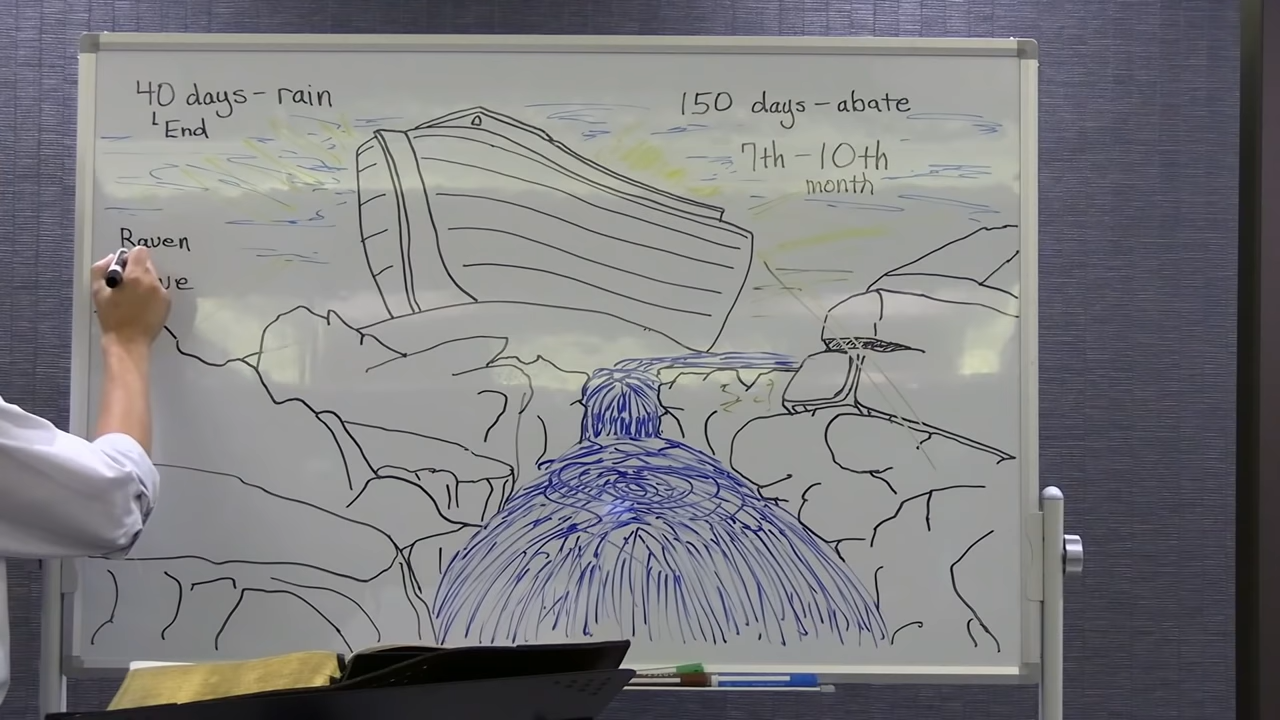 40 days - rain
End
150 days - abate
7th - 10th
month
Raven